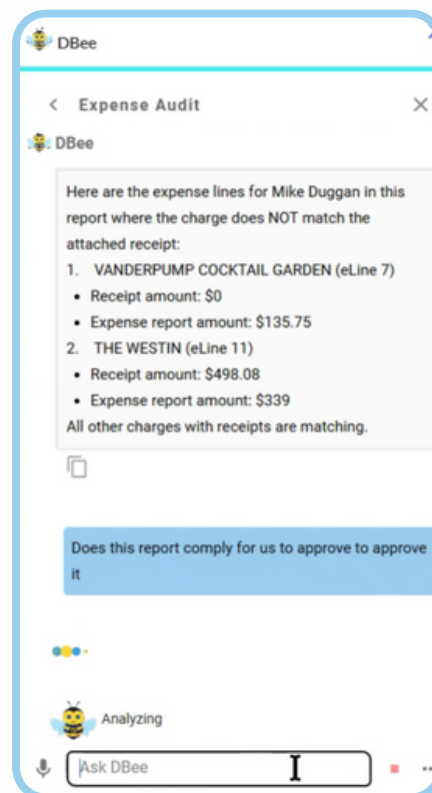 DBee
Expense Audit
DBee
Here are the expense lines for Mike Duggan in this
report where the charge does NOT match the
attached receipt:
1. VANDERPUMP COCKTAIL GARDEN (eLine 7)
• Receipt amount: $0
• Expense report amount: $135.75
2. THE WESTIN (eLine 11)
• Receipt amount: $498.08
• Expense report amount: $339
All other charges with receipts are matching.
Does this report comply for us to approve to approve
it
Analyzing
Ask DBee